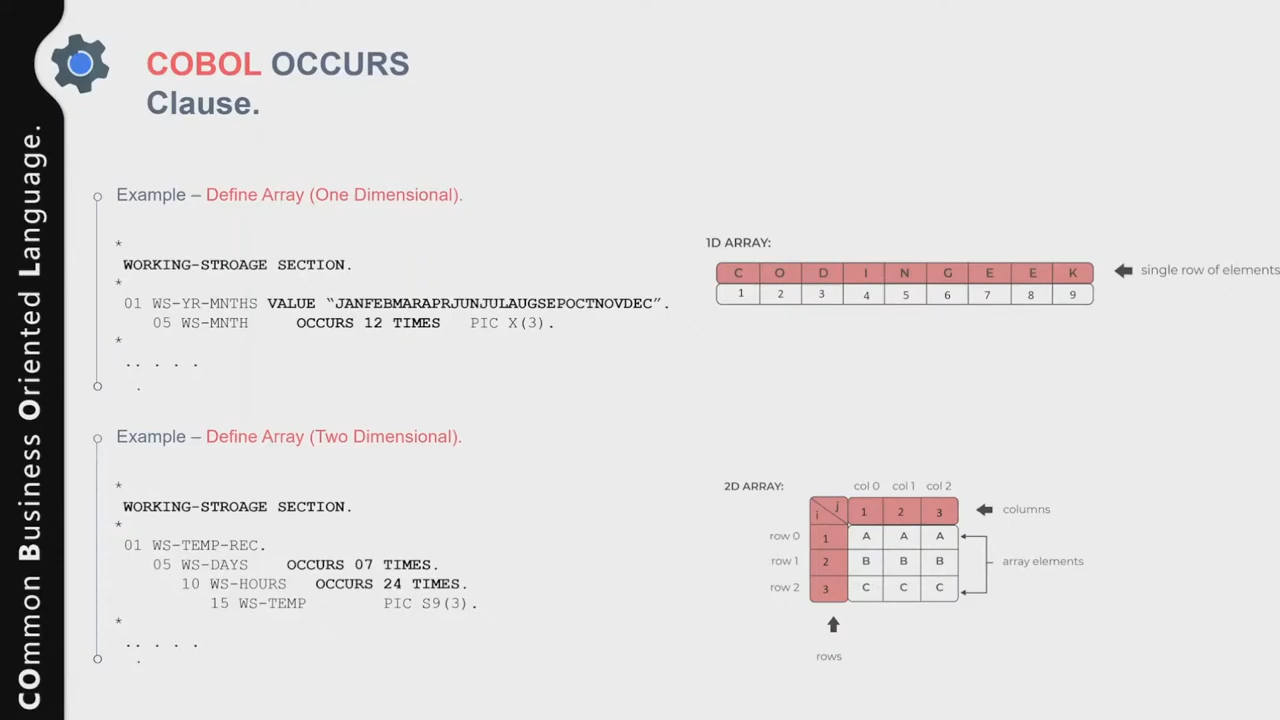 COBOL OCCURS
Clause.
COmmon Business Oriented Language.
Example – Define Array (One Dimensional).
*
WORKING-STROAGE SECTION.
*
01 WS-YR-MNTHS VALUE “JANFEBMARAPRJUNJULAUGSEPOCTNOVDEC”.
05 WS-MNTH OCCURS 12 TIMES PIC X(3).
*
.. . . .
.
1D ARRAY:
C O D I N G E E K
single row of elements
1 2 3 4 5 6 7 8 9
Example – Define Array (Two Dimensional).
*
WORKING-STROAGE SECTION.
*
01 WS-TEMP-REC.
05 WS-DAYS OCCURS 07 TIMES.
10 WS-HOURS OCCURS 24 TIMES.
15 WS-TEMP PIC S9(3).
*
.. . . .
.
2D ARRAY:
col 0 col 1 col 2
i j 1 2 3
columns
row 0 1 A A A
row 1 2 B B B
array elements
row 2 3 C C C
rows